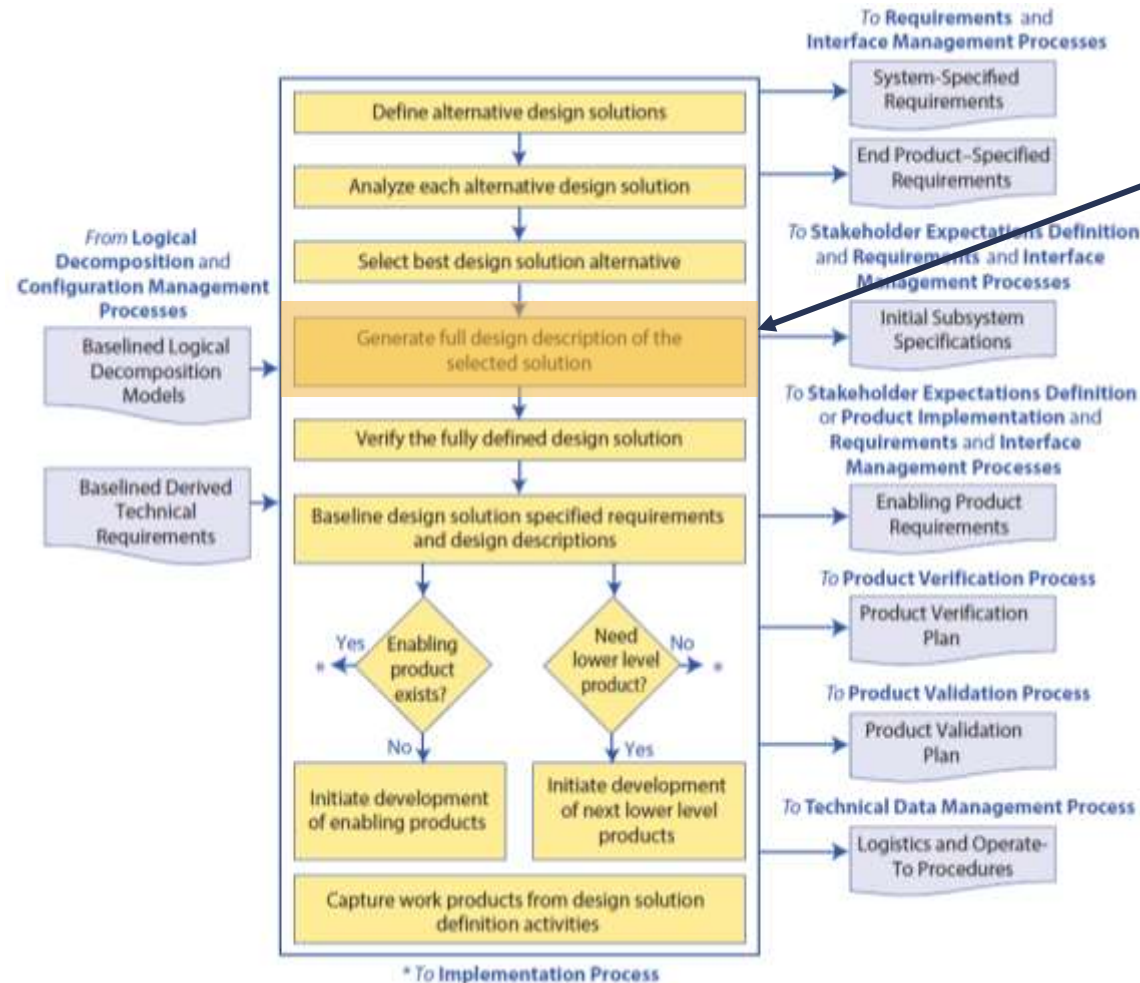 To Requirements and
Interface Management Processes
System-Specified
Requirements
End Product–Specified
Requirements
To Stakeholder Expectations Definition
and Requirements and Interface
Management Processes
Initial Subsystem
Specifications
To Stakeholder Expectations Definition
or Product Implementation and
Requirements and Interface
Management Processes
Enabling Product
Requirements
To Product Verification Process
Product Verification
Plan
To Product Validation Process
Product Validation
Plan
To Technical Data Management Process
Logistics and Operate-
To Procedures
From Logical
Decomposition and
Configuration Management
Processes
Baselined Logical
Decomposition
Models
Baselined Derived
Technical
Requirements
Define alternative design solutions
Analyze each alternative design solution
Select best design solution alternative
Generate full design description of the
selected solution
Verify the fully defined design solution
Baseline design solution specified requirements
and design descriptions
Yes
*
Enabling
product
exists?
No
Need
lower level
product?
No
*
Yes
Initiate development
of enabling products
Initiate development
of next lower level
products
Capture work products from design solution
definition activities
* To Implementation Process